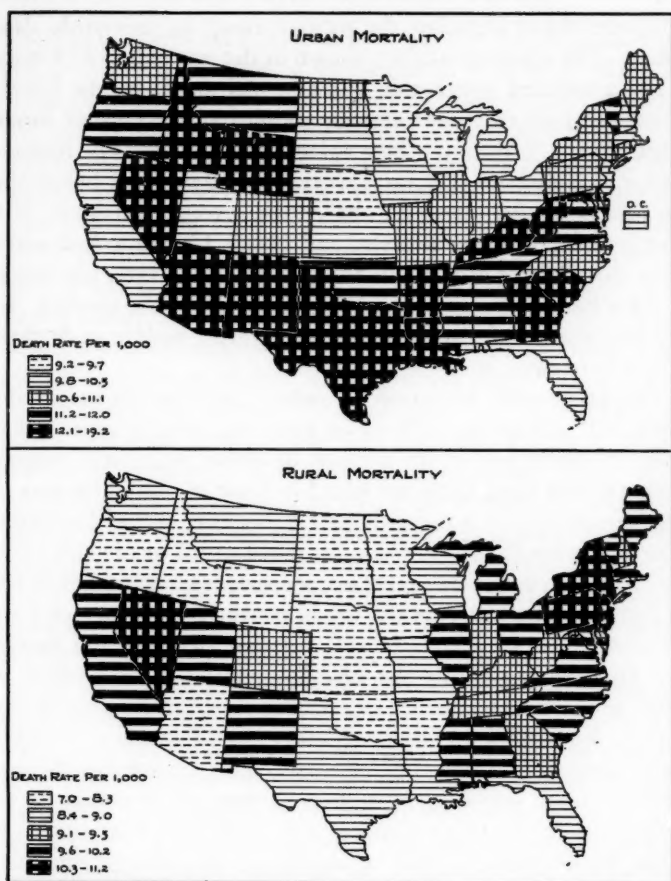 URBAN MORTALITY
D. C.
DEATH RATE PER 1,000
9.2 – 9.7
9.8 – 10.5
10.6 – 11.1
11.2 – 12.0
12.1 – 19.2
RURAL MORTALITY
DEATH RATE PER 1,000
7.0 – 8.3
8.4 – 9.0
9.1 – 9.5
9.6 – 10.2
10.3 – 11.2